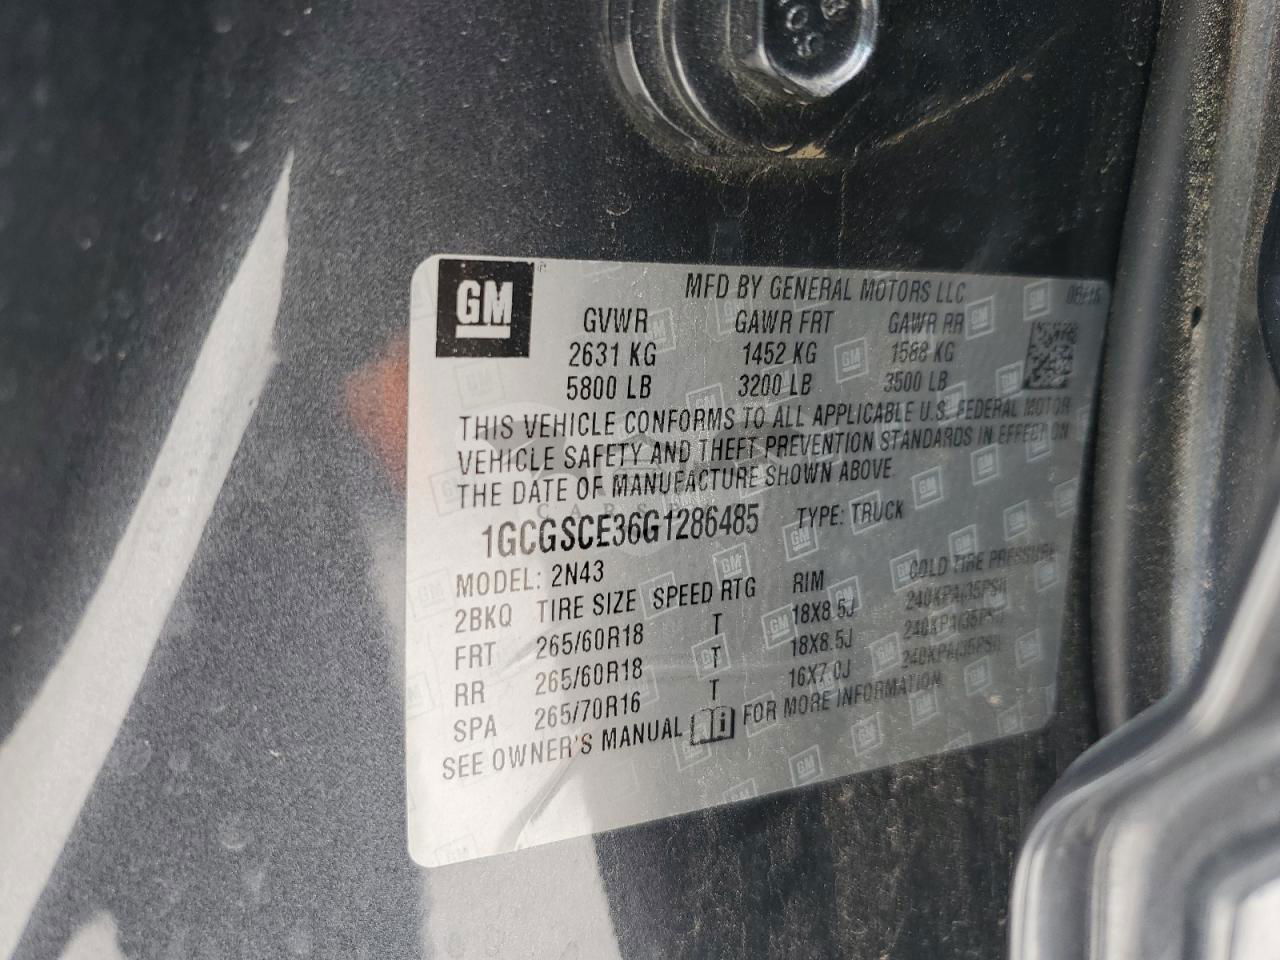 GM
MFD BY GENERAL MOTORS LLC
GVWR GAWR FRT GAWR RR
2631 KG 1452 KG 1588 KG
5800 LB 3200 LB 3500 LB
THIS VEHICLE CONFORMS TO ALL APPLICABLE U.S. FEDERAL MOTOR
VEHICLE SAFETY AND THEFT PREVENTION STANDARDS IN EFFECT ON
THE DATE OF MANUFACTURE SHOWN ABOVE.
1GCGSCE36G1286485 TYPE: TRUCK
MODEL: 2N43
2BKQ TIRE SIZE SPEED RTG RIM COLD TIRE PRESSURE
FRT 265/60R18 T 18X8.5J 240KPA(35PSI)
RR 265/60R18 T 18X8.5J 240KPA(35PSI)
SPA 265/70R16 T 16X7.0J 240KPA(35PSI)
SEE OWNER'S MANUAL i FOR MORE INFORMATION